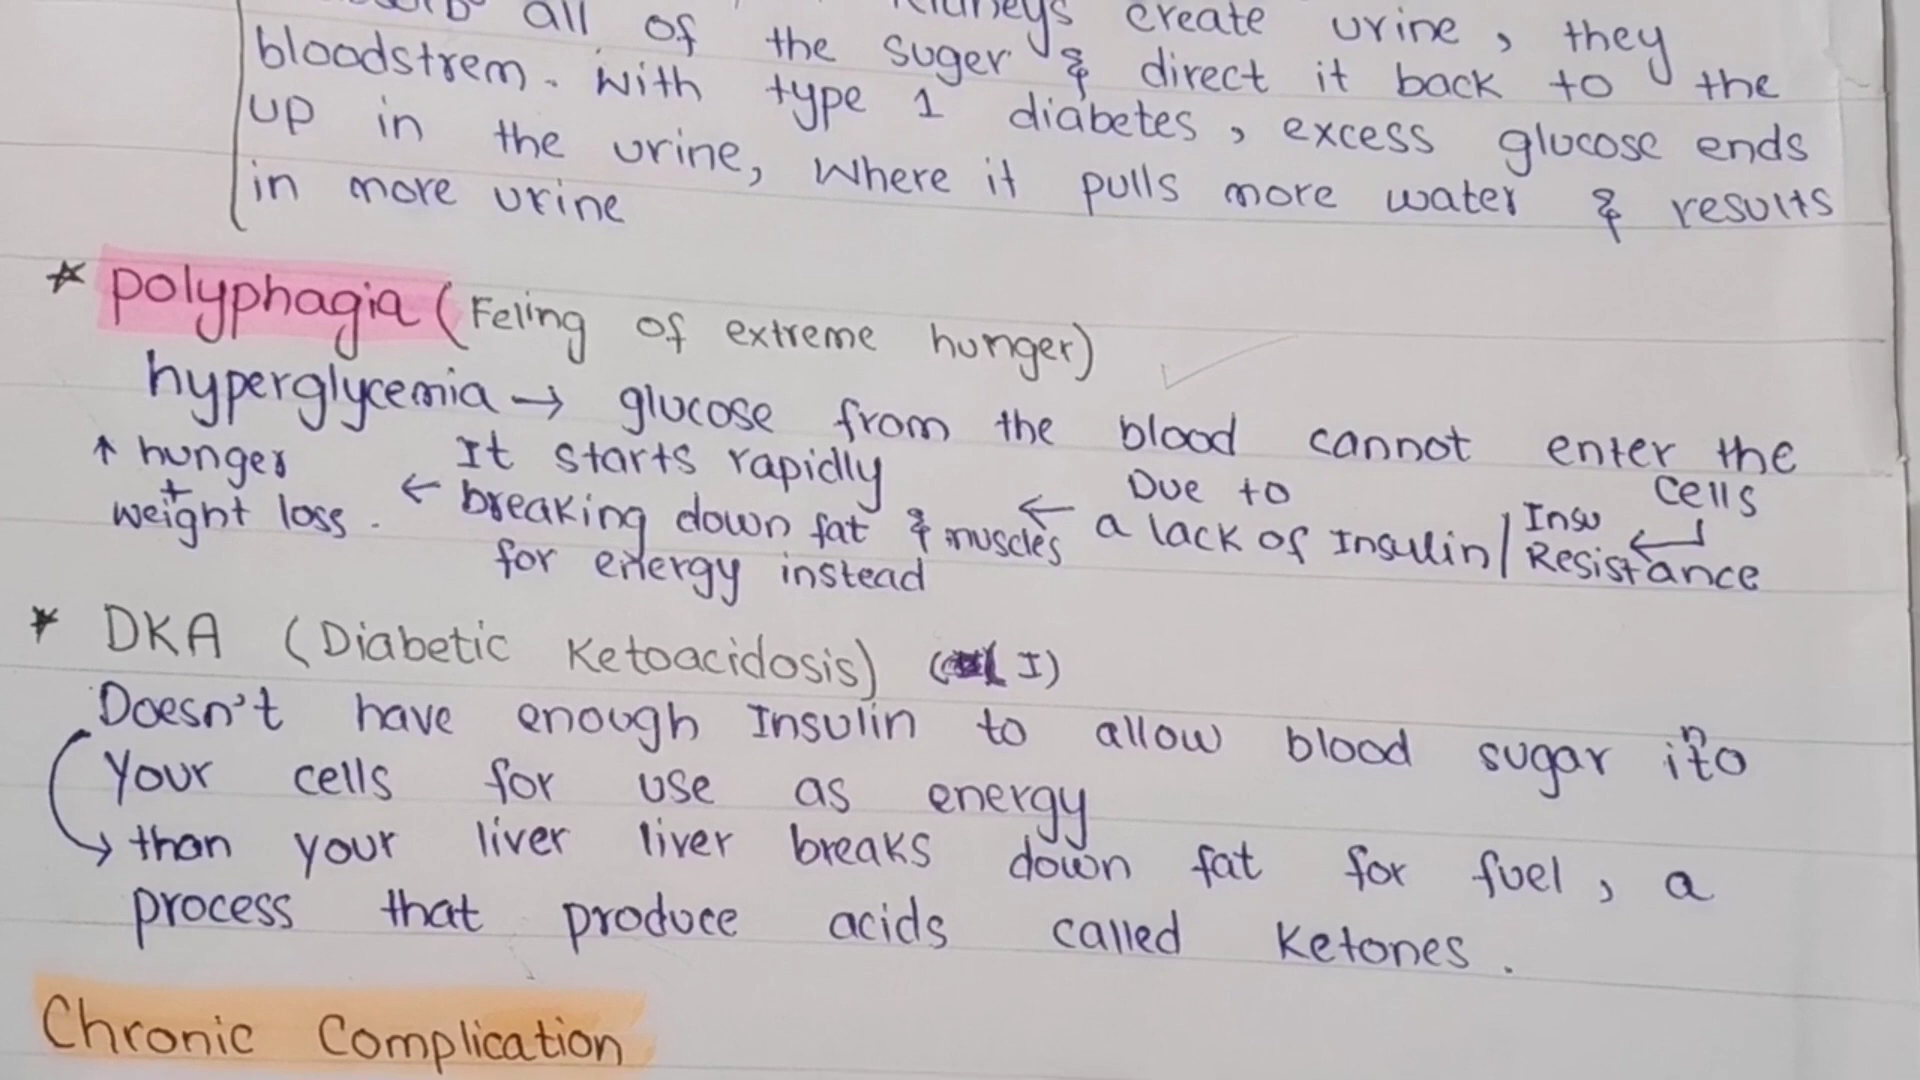 all of the suger & direct it back to the
kidneys create urine, they
bloodstrem. With type 1 diabetes, excess glucose ends
up in the urine, Where it pulls more water & results
in more urine
* polyphagia (Feling of extreme hunger)
hyperglycemia → glucose from the blood cannot enter the
cells
↑ hunger + weight loss. ← It starts rapidly breaking down fat & muscles for energy instead ← Due to a lack of Insulin / Insu Resistance ↵
* DKA (Diabetic Ketoacidosis) (I)
Doesn't have enough Insulin to allow blood sugar into
Your cells for use as energy
→ than your liver liver breaks down fat for fuel, a
process that produce acids called Ketones.
Chronic Complication